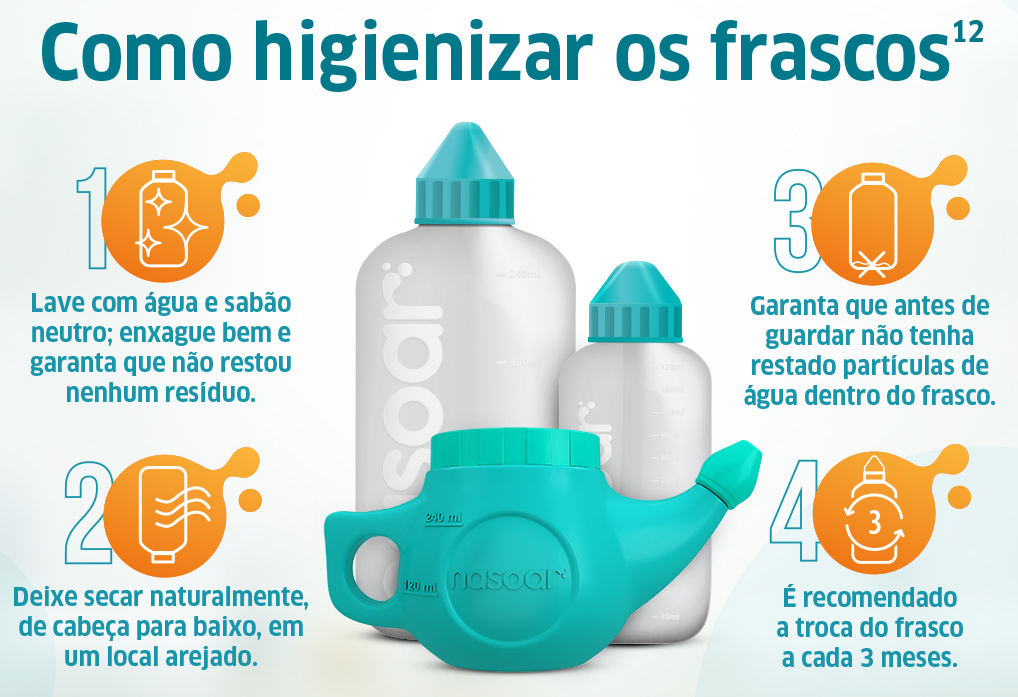 Como higienizar os frascos¹²
1
Lave com água e sabão
neutro; enxague bem e
garanta que não restou
nenhum resíduo.
2
Deixe secar naturalmente,
de cabeça para baixo, em
um local arejado.
nasoar
240ml
240 ml
120 ml
nasoar
10ml
3
Garanta que antes de
guardar não tenha
restado partículas de
água dentro do frasco.
4
3
É recomendado
a troca do frasco
a cada 3 meses.